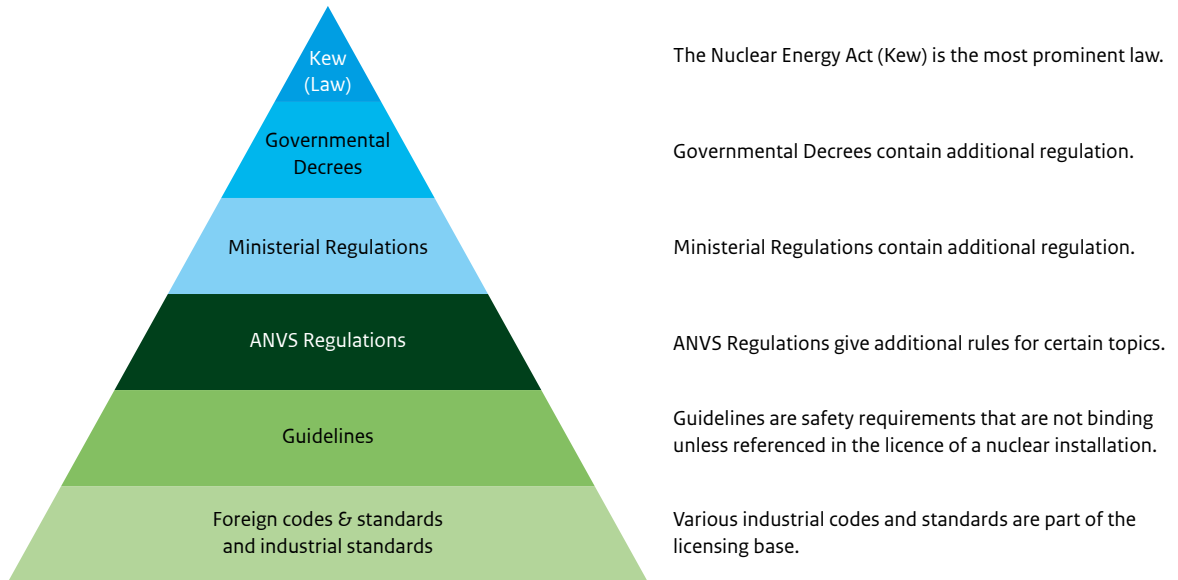 Kew
(Law)
The Nuclear Energy Act (Kew) is the most prominent law.
Governmental
Decrees
Governmental Decrees contain additional regulation.
Ministerial Regulations
Ministerial Regulations contain additional regulation.
ANVS Regulations
ANVS Regulations give additional rules for certain topics.
Guidelines
Guidelines are safety requirements that are not binding
unless referenced in the licence of a nuclear installation.
Foreign codes & standards
and industrial standards
Various industrial codes and standards are part of the
licensing base.